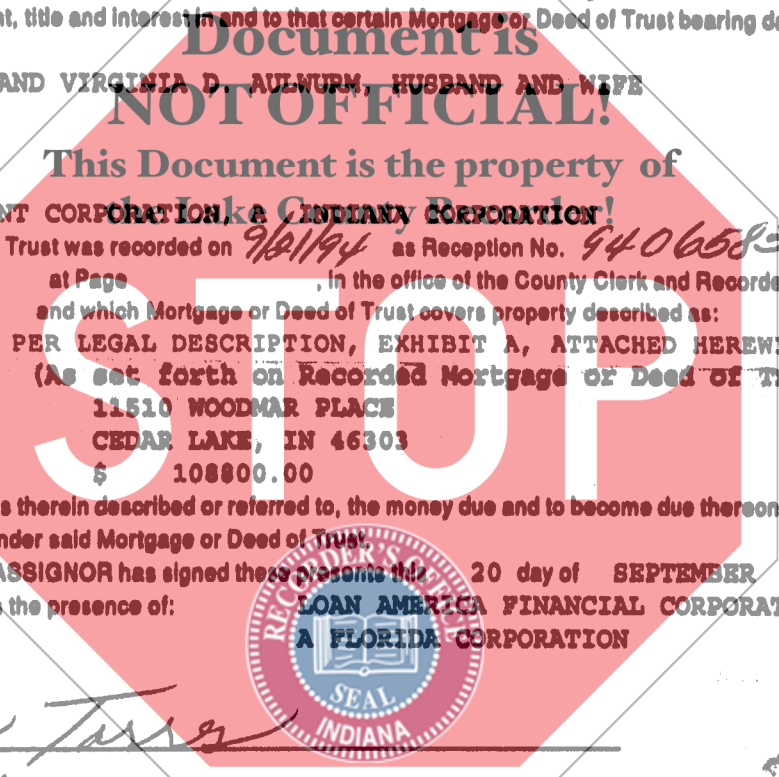 t, title and interest in and to that certain Mortgage or Deed of Trust bearing da
Document is
AND VIRGINIA D. AULWURM, HUSBAND AND WIFE
NOT OFFICIAL!
This Document is the property of
the Lake County Recorder!
NT CORPORATION, A INDIANA CORPORATION
Trust was recorded on 9/21/94 as Reception No. 9406585
at Page , in the office of the County Clerk and Recorde
and which Mortgage or Deed of Trust covers property described as:
PER LEGAL DESCRIPTION, EXHIBIT A, ATTACHED HEREWI
(As set forth on Recorded Mortgage or Deed of T
STOP
11510 WOODMAR PLACE
CEDAR LAKE, IN 46303
$ 108800.00
s therein described or referred to, the money due and to become due thereon
nder said Mortgage or Deed of Trust.
ASSIGNOR has signed these presents this 20 day of SEPTEMBER
s the presence of: LOAN AMERICA FINANCIAL CORPORAT
A FLORIDA CORPORATION
RECORDER'S OFFICE
SEAL
INDIANA